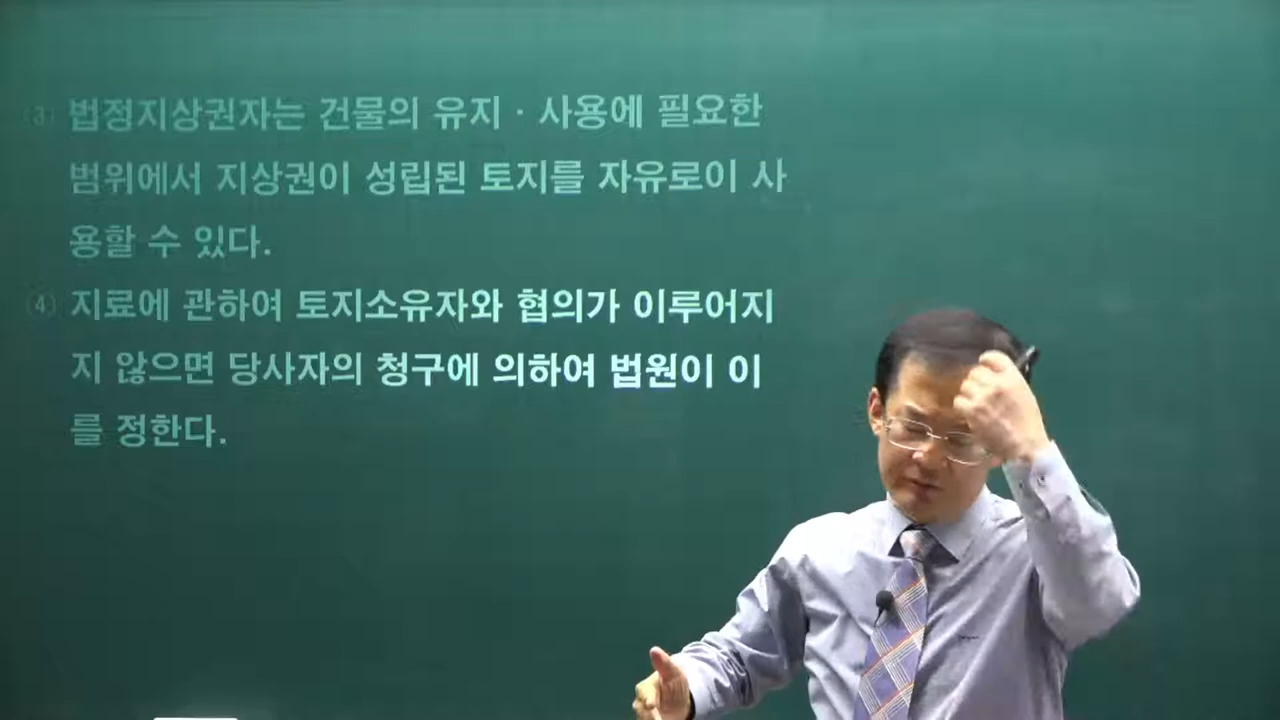 (3) 법정지상권자는 건물의 유지 · 사용에 필요한
범위에서 지상권이 성립된 토지를 자유로이 사
용할 수 있다.
(4) 지료에 관하여 토지소유자와 협의가 이루어지
지 않으면 당사자의 청구에 의하여 법원이 이
를 정한다.